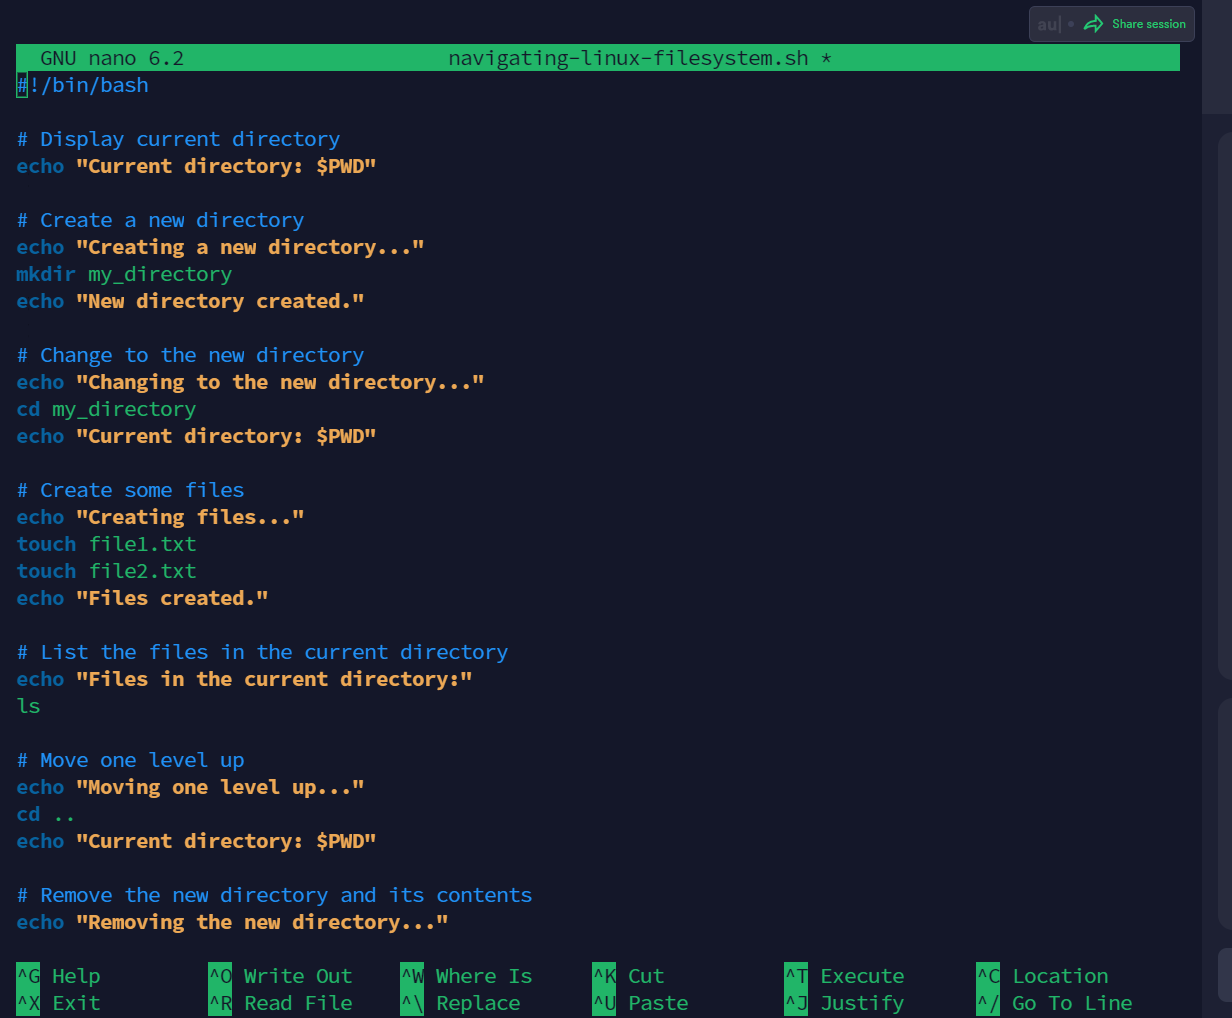 au| Share session
GNU nano 6.2 navigating-linux-filesystem.sh *
#!/bin/bash
# Display current directory
echo "Current directory: $PWD"
# Create a new directory
echo "Creating a new directory..."
mkdir my_directory
echo "New directory created."
# Change to the new directory
echo "Changing to the new directory..."
cd my_directory
echo "Current directory: $PWD"
# Create some files
echo "Creating files..."
touch file1.txt
touch file2.txt
echo "Files created."
# List the files in the current directory
echo "Files in the current directory:"
ls
# Move one level up
echo "Moving one level up..."
cd ..
echo "Current directory: $PWD"
# Remove the new directory and its contents
echo "Removing the new directory..."
^G Help ^O Write Out ^W Where Is ^K Cut ^T Execute ^C Location
^X Exit ^R Read File ^\ Replace ^U Paste ^J Justify ^/ Go To Line